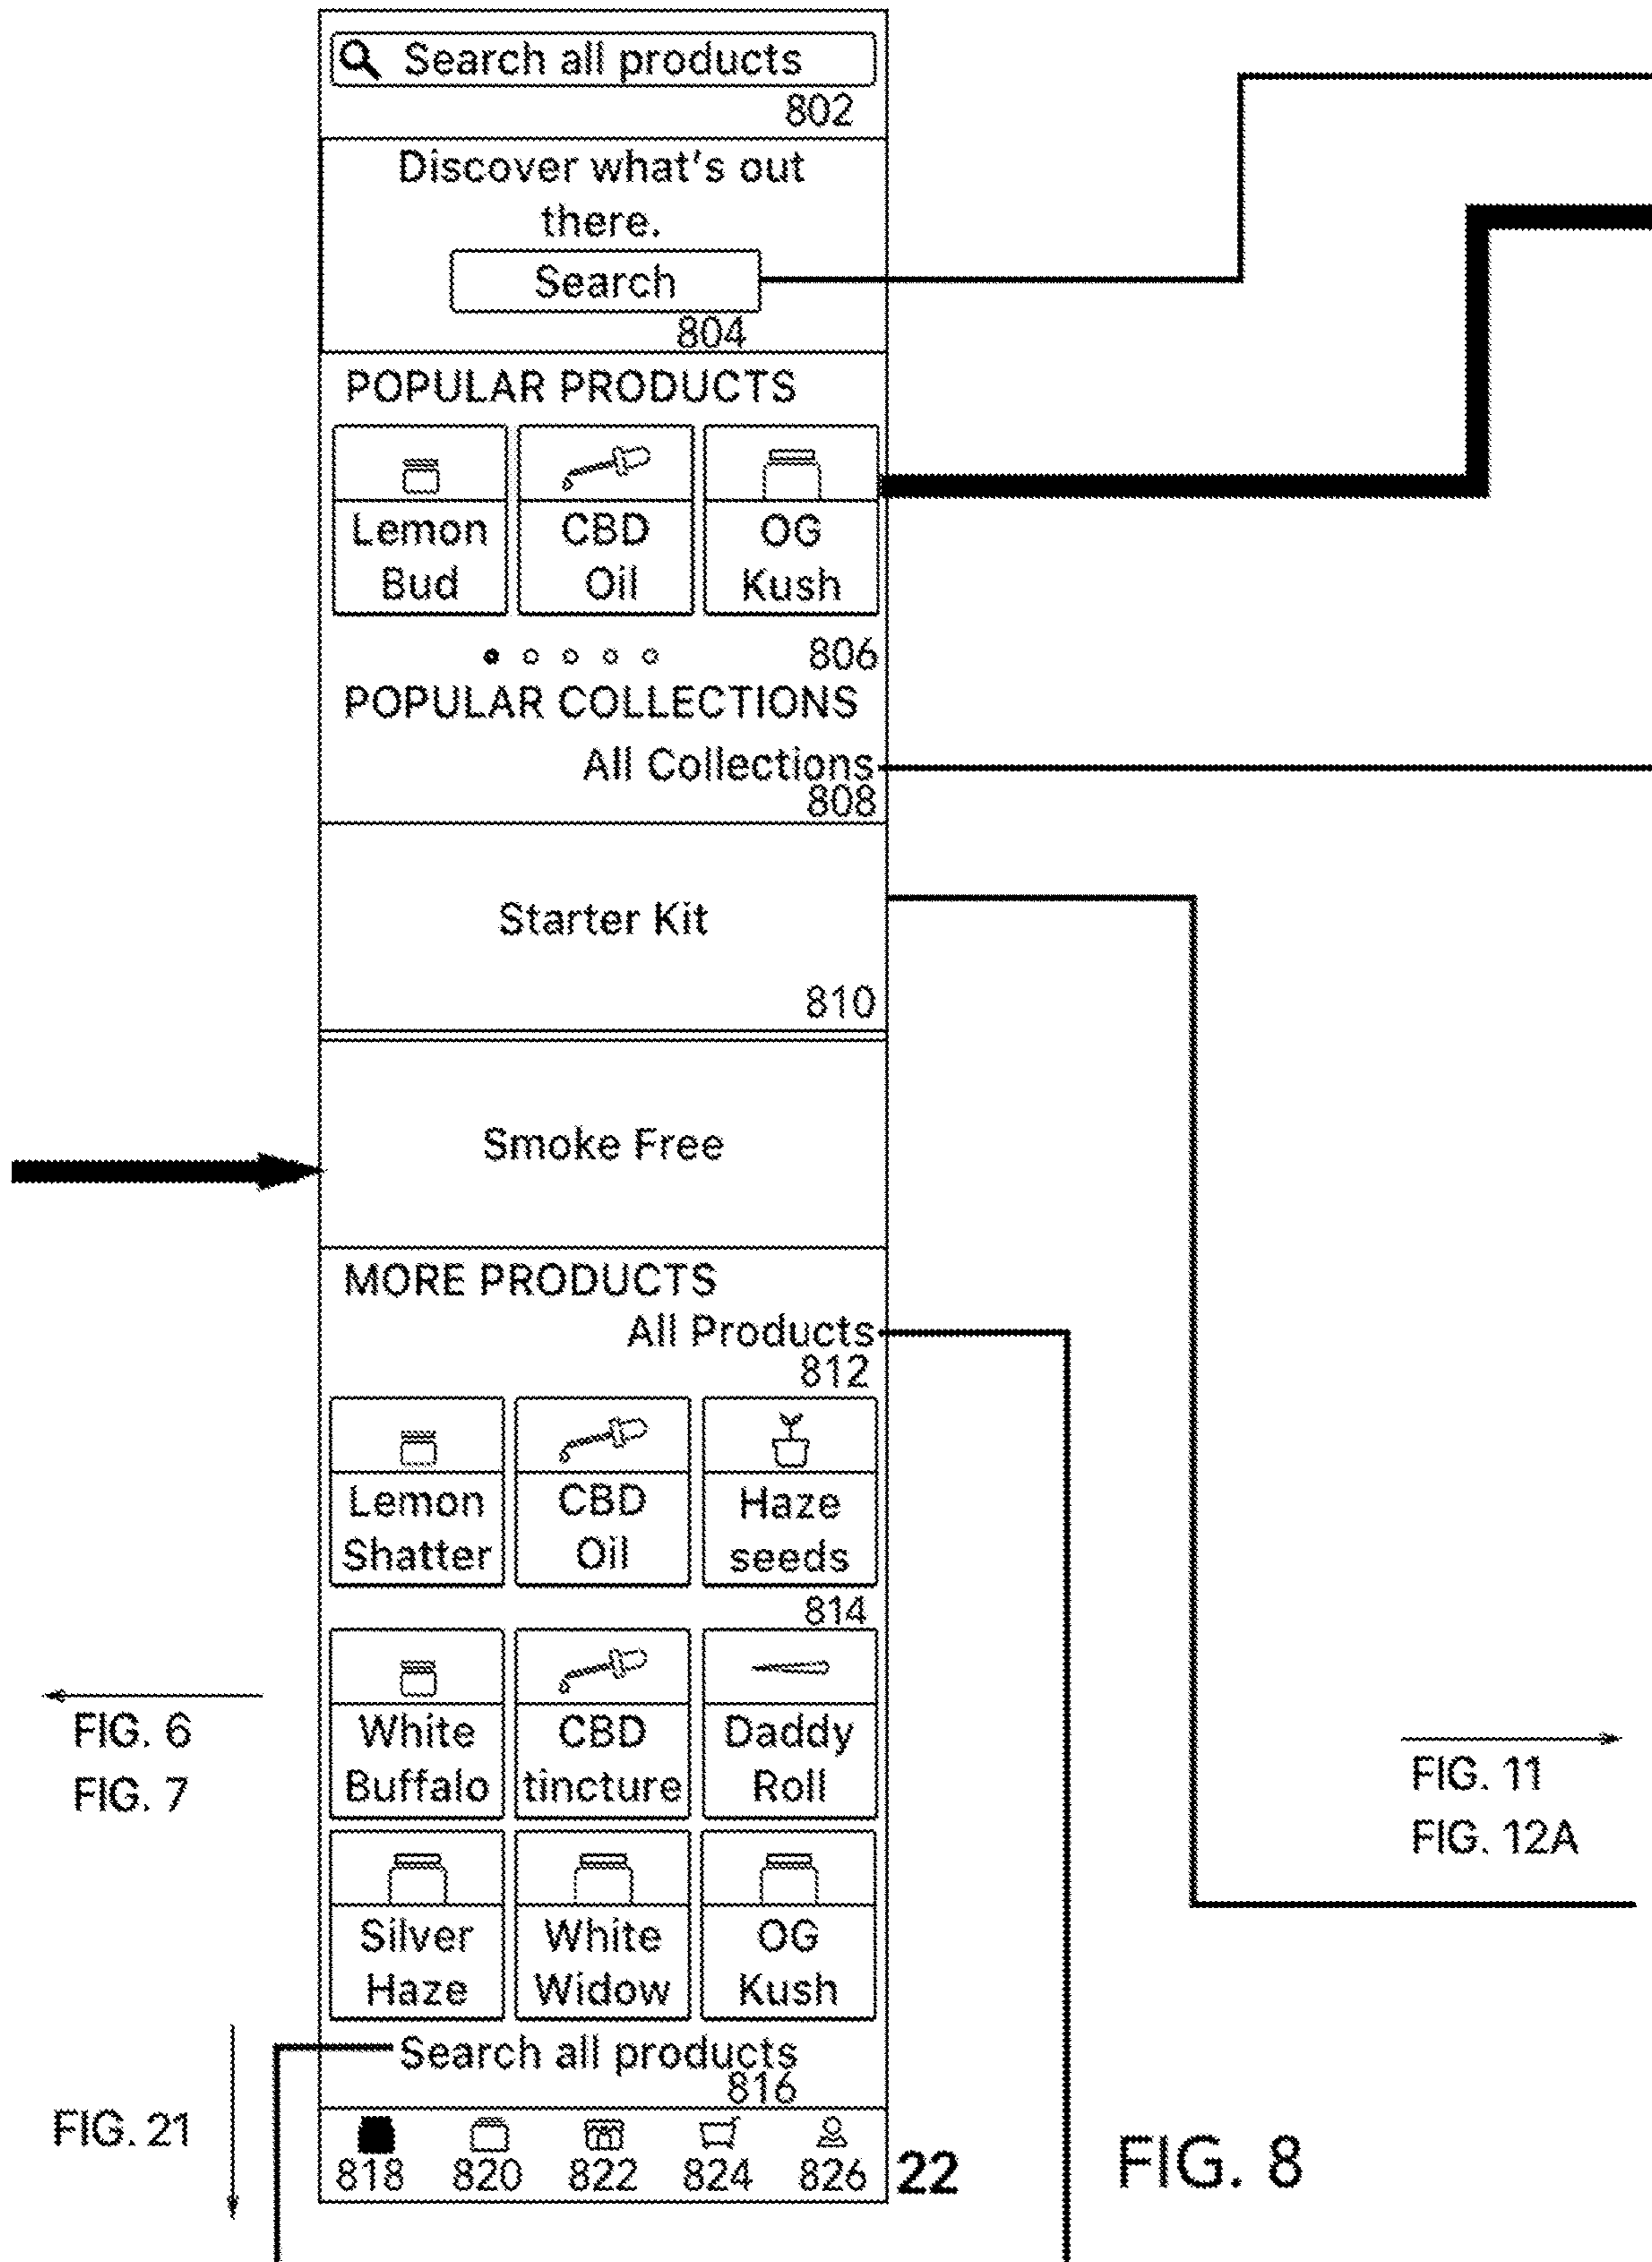 Search all products
802
Discover what's out
there.
Search
804
POPULAR PRODUCTS
Lemon
Bud
CBD
Oil
OG
Kush
806
POPULAR COLLECTIONS
All Collections
808
Starter Kit
810
Smoke Free
MORE PRODUCTS
All Products
812
Lemon
Shatter
CBD
Oil
Haze
seeds
814
White
Buffalo
CBD
tincture
Daddy
Roll
Silver
Haze
White
Widow
OG
Kush
Search all products
816
818 820 822 824 826
22
FIG. 6
FIG. 7
FIG. 11
FIG. 12A
FIG. 21
FIG. 8